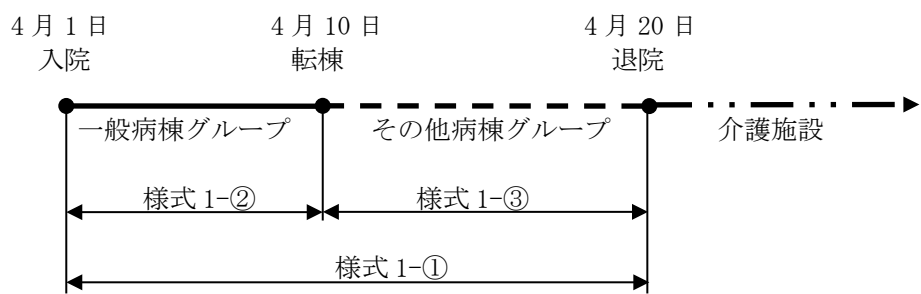 4月1日 4月10日 4月20日
入院 転棟 退院
一般病棟グループ その他病棟グループ 介護施設
様式1-② 様式1-③
様式1-①